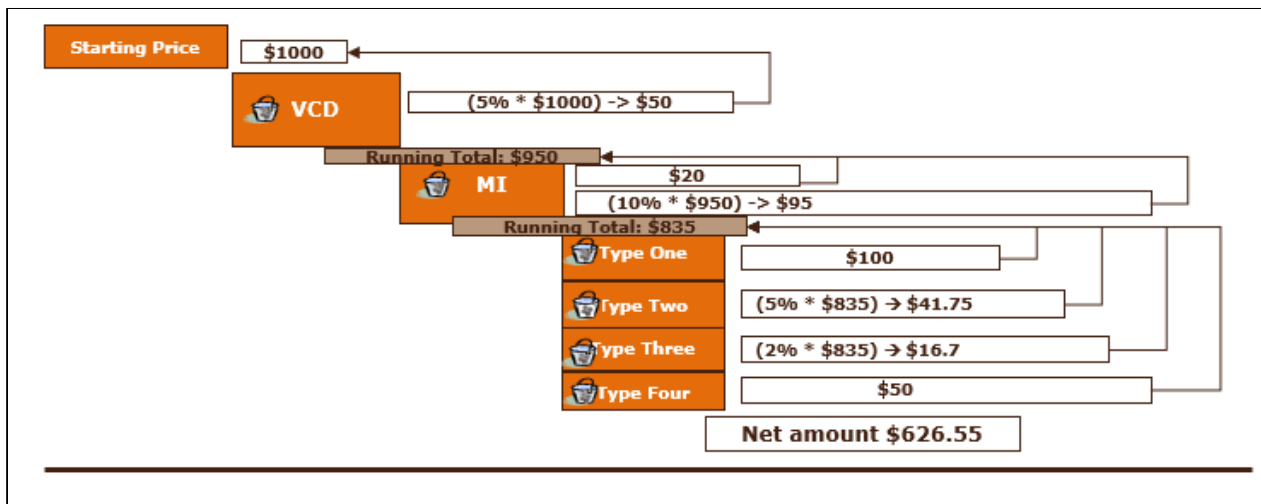 Starting Price
$1000
VCD
(5% * $1000) -> $50
Running Total: $950
MI
$20
(10% * $950) -> $95
Running Total: $835
Type One
$100
Type Two
(5% * $835) → $41.75
Type Three
(2% * $835) → $16.7
Type Four
$50
Net amount $626.55